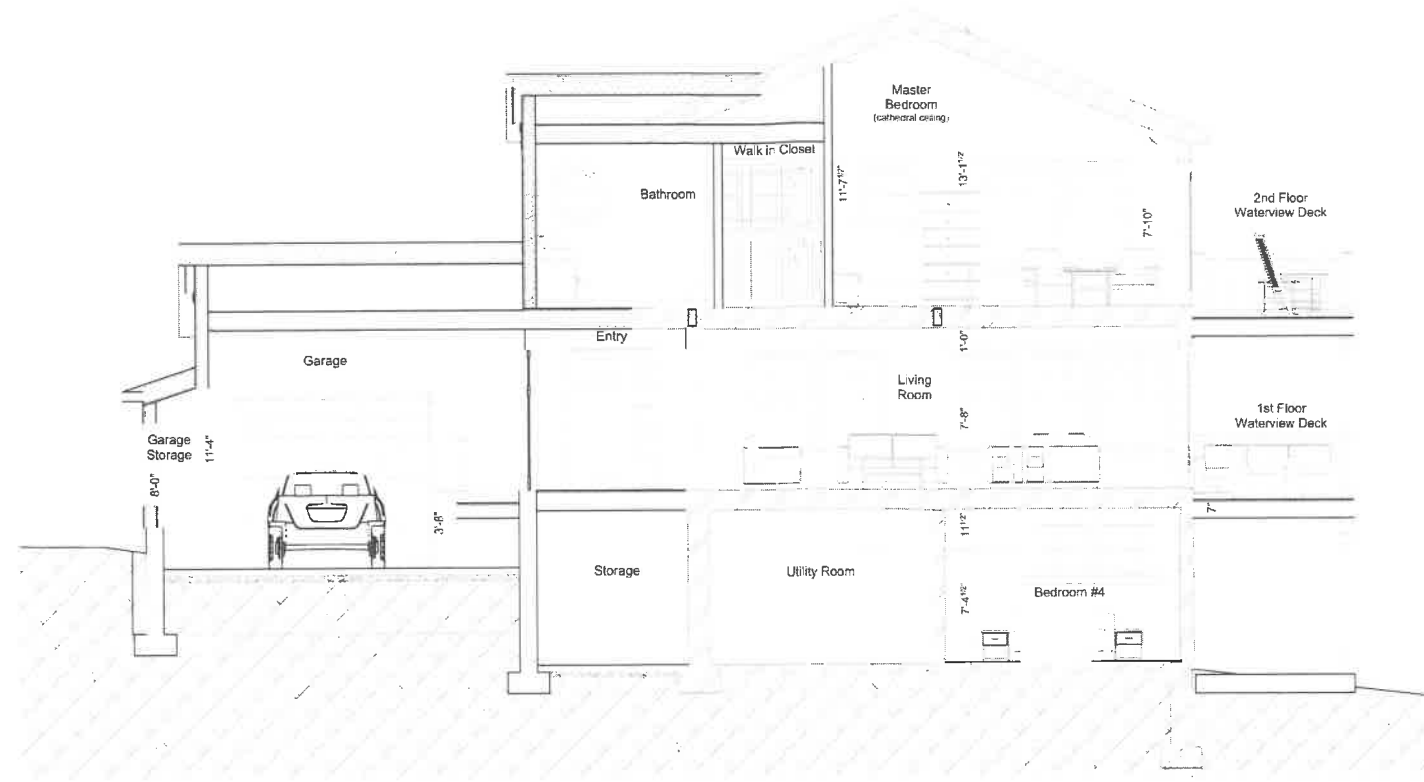 Master
Bedroom
(cathedral ceiling)
Walk in Closet
Bathroom
11'-7 1/2"
13'-1 1/2"
7'-10"
2nd Floor
Waterview Deck
Entry
1'-0"
Garage
Living
Room
7'-8"
1st Floor
Waterview Deck
Garage
Storage
11'-4"
8'-0"
3'-8"
11 1/2"
7"
Storage
Utility Room
7'-4 1/2"
Bedroom #4